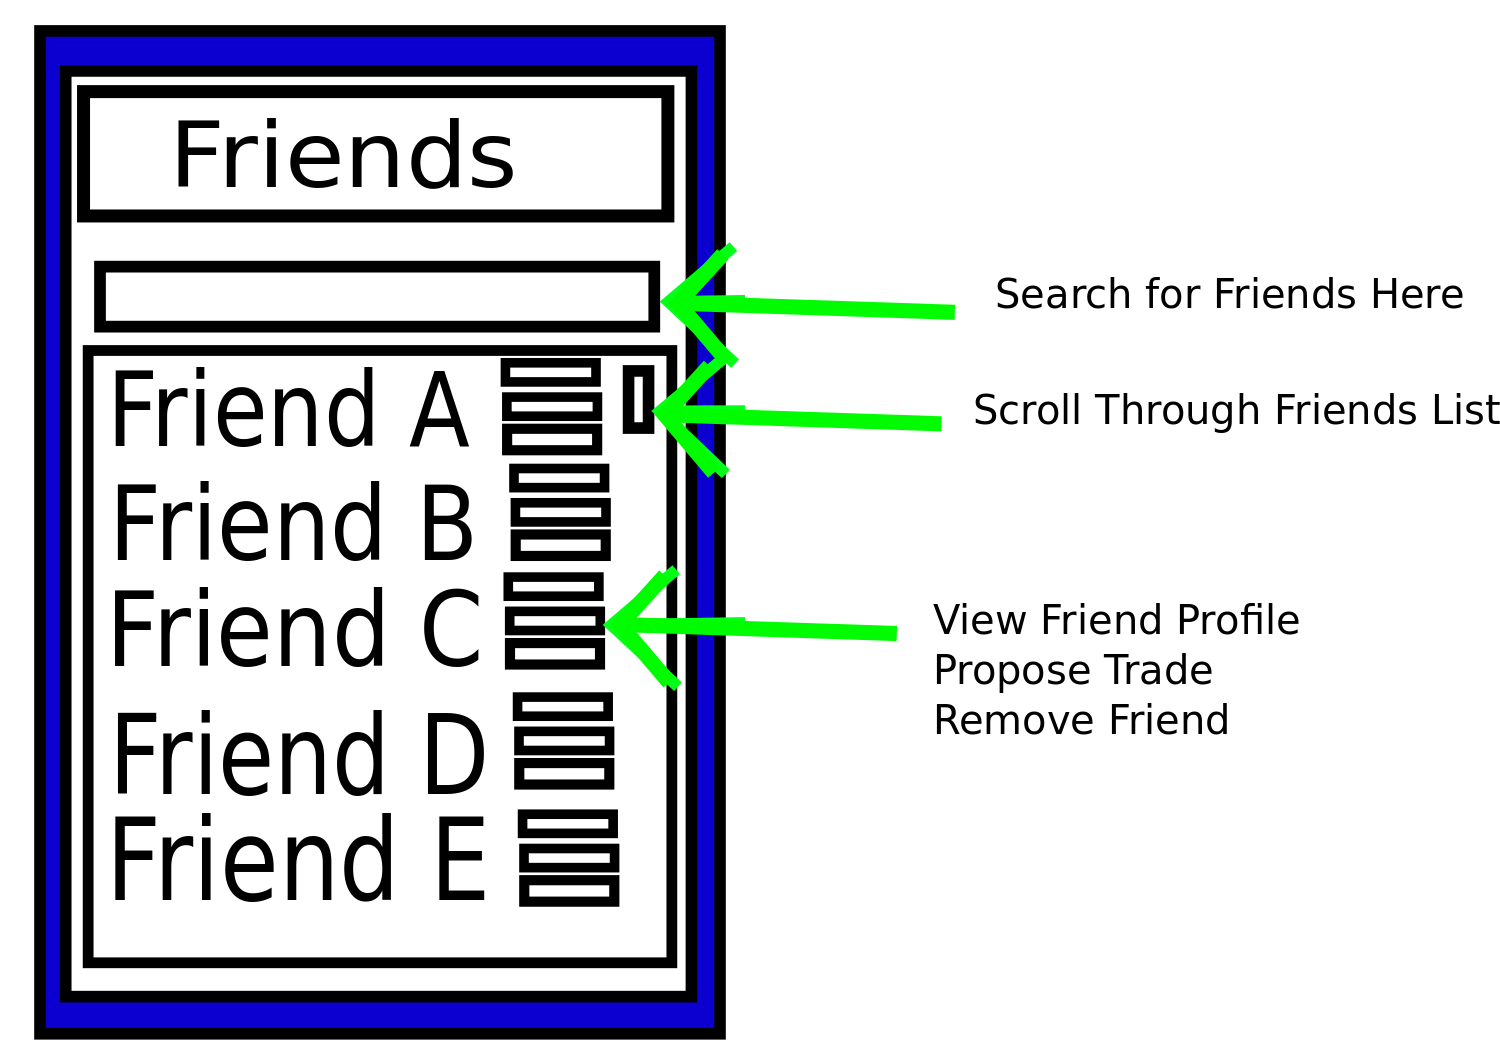 Friends
Search for Friends Here
Scroll Through Friends List
Friend A
Friend B
Friend C
View Friend Profile
Propose Trade
Remove Friend
Friend D
Friend E